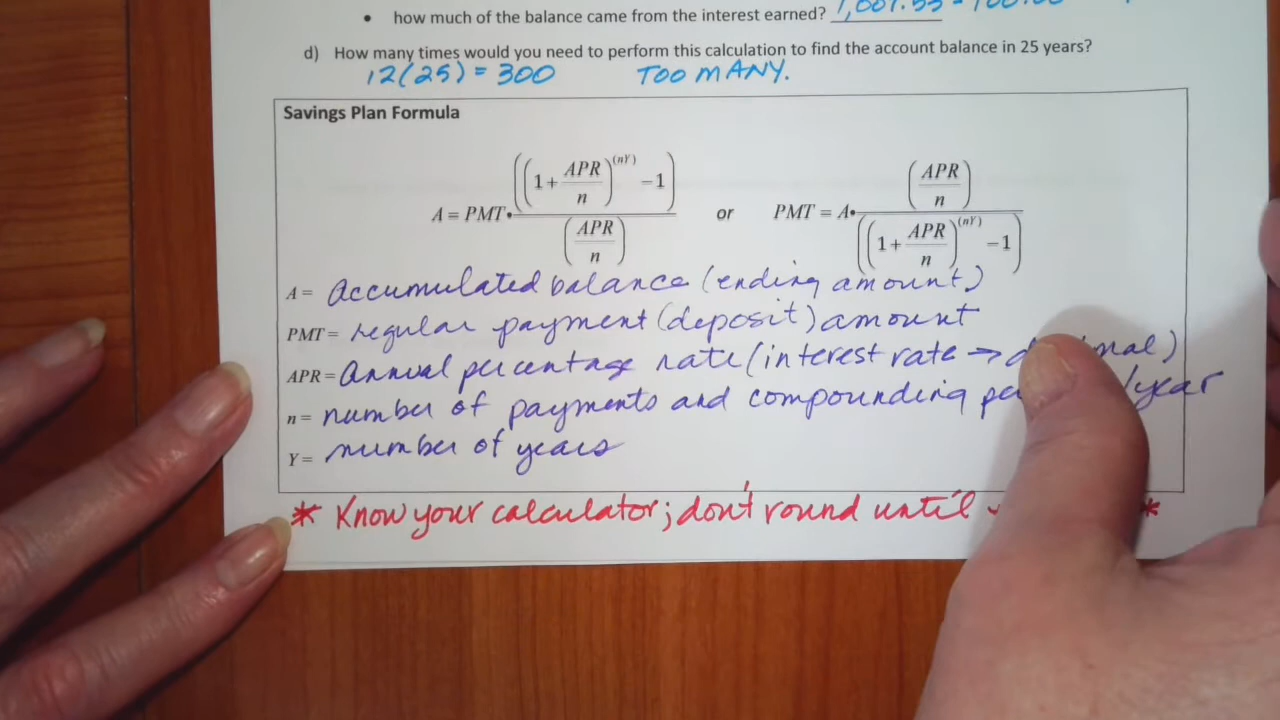 • how much of the balance came from the interest earned?
d) How many times would you need to perform this calculation to find the account balance in 25 years?
12(25) = 300 TOO MANY.
Savings Plan Formula
A = PMT • ((1 + APR/n)^(nY) − 1) / (APR/n) or PMT = A • (APR/n) / ((1 + APR/n)^(nY) − 1)
A = accumulated balance (ending amount)
PMT = regular payment (deposit) amount
APR = annual percentage rate (interest rate →
n = number of payments and compounding /year
Y = number of years
* Know your calculator; don't round until *